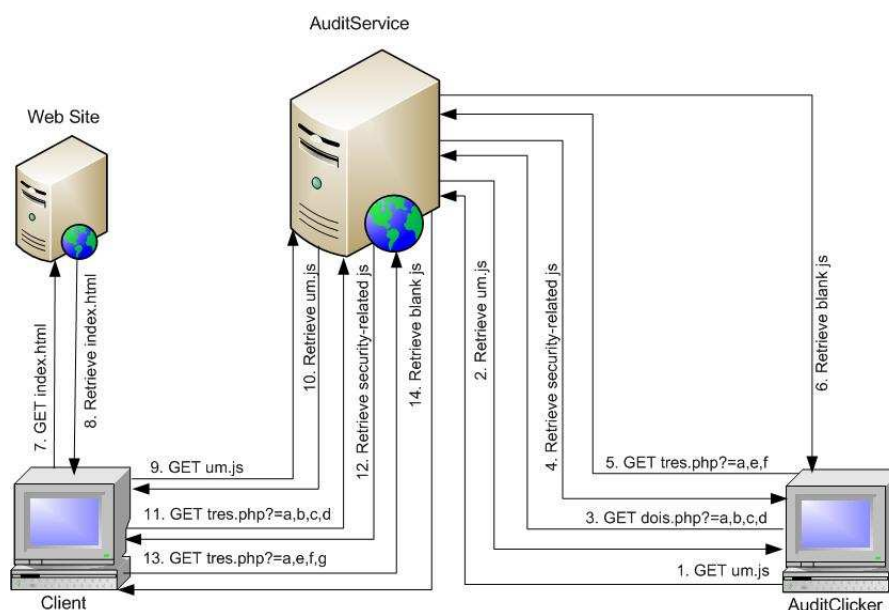 AuditService
Web Site
7. GET index.html
8. Retrieve index.html
9. GET um.js
10. Retrieve um.js
11. GET tres.php?=a,b,c,d
12. Retrieve security-related js
13. GET tres.php?=a,e,f,g
14. Retrieve blank js
2. Retrieve um.js
4. Retrieve security-related js
6. Retrieve blank js
5. GET tres.php?=a,e,f
3. GET dois.php?=a,b,c,d
1. GET um.js
Client
AuditClicker